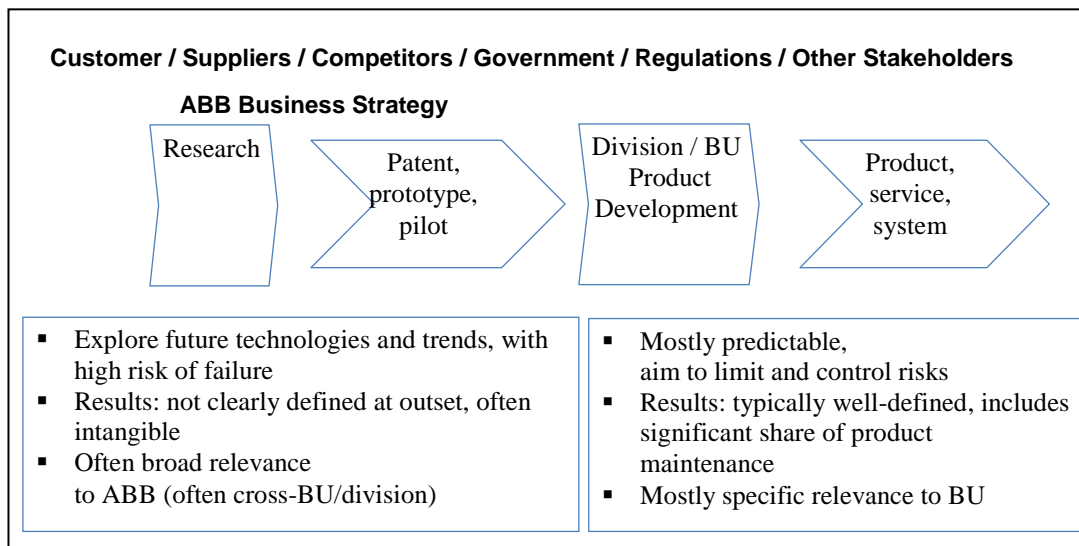 Customer / Suppliers / Competitors / Government / Regulations / Other Stakeholders
ABB Business Strategy
Research
Patent,
prototype,
pilot
Division / BU
Product
Development
Product,
service,
system
▪ Explore future technologies and trends, with
high risk of failure
▪ Results: not clearly defined at outset, often
intangible
▪ Often broad relevance
to ABB (often cross-BU/division)
▪ Mostly predictable,
aim to limit and control risks
▪ Results: typically well-defined, includes
significant share of product
maintenance
▪ Mostly specific relevance to BU